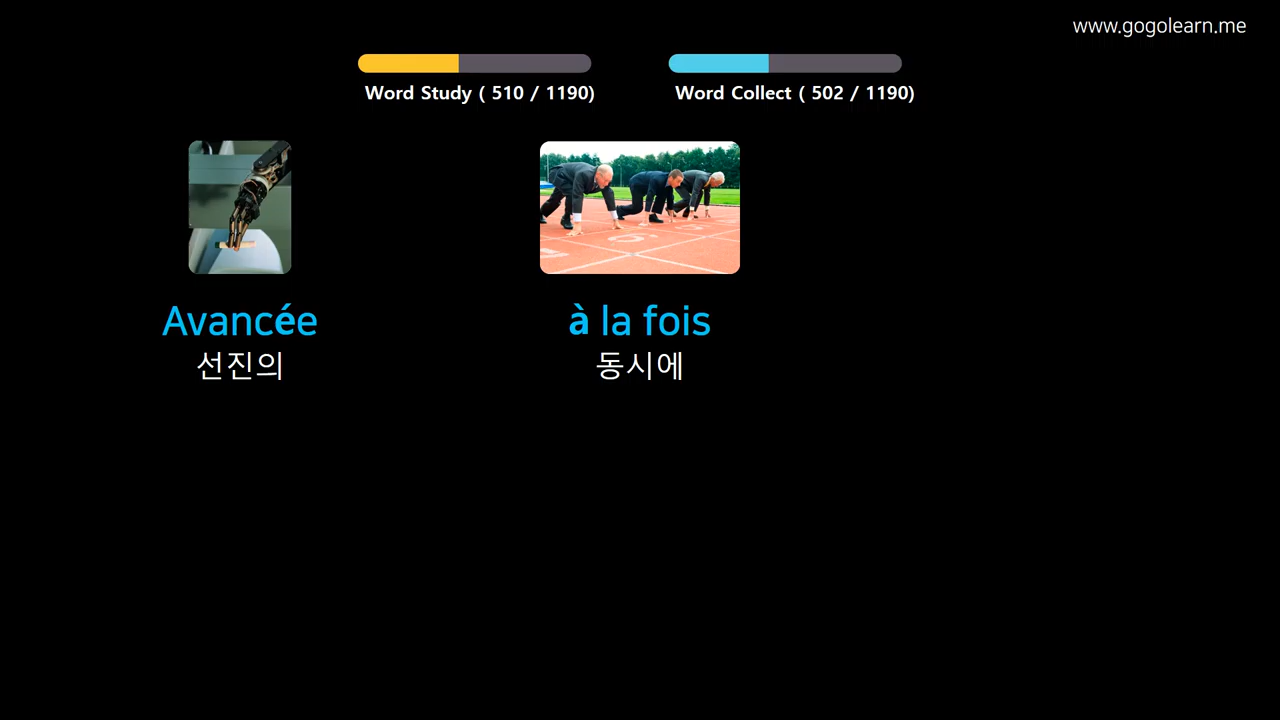 www.gogolearn.me
Word Study ( 510 / 1190)
Word Collect ( 502 / 1190)
Avancée
선진의
à la fois
동시에